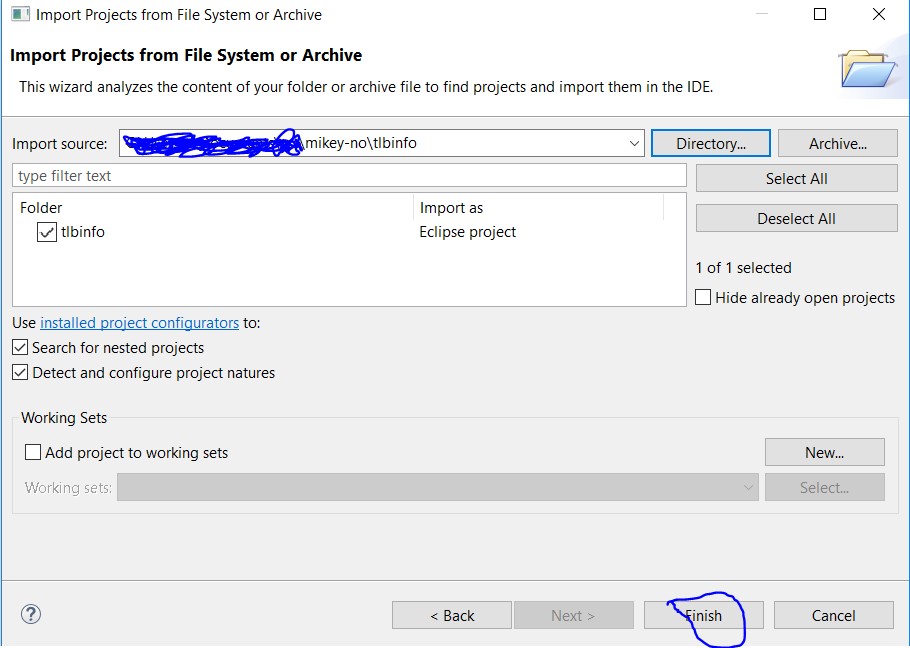 Import Projects from File System or Archive
Import Projects from File System or Archive
This wizard analyzes the content of your folder or archive file to find projects and import them in the IDE.
Import source: \mikey-no\tlbinfo Directory... Archive...
type filter text Select All
Folder Import as
Deselect All
tlbinfo Eclipse project
1 of 1 selected
Hide already open projects
Use installed project configurators to:
Search for nested projects
Detect and configure project natures
Working Sets
Add project to working sets New...
Working sets: Select...
? < Back Next > Finish Cancel